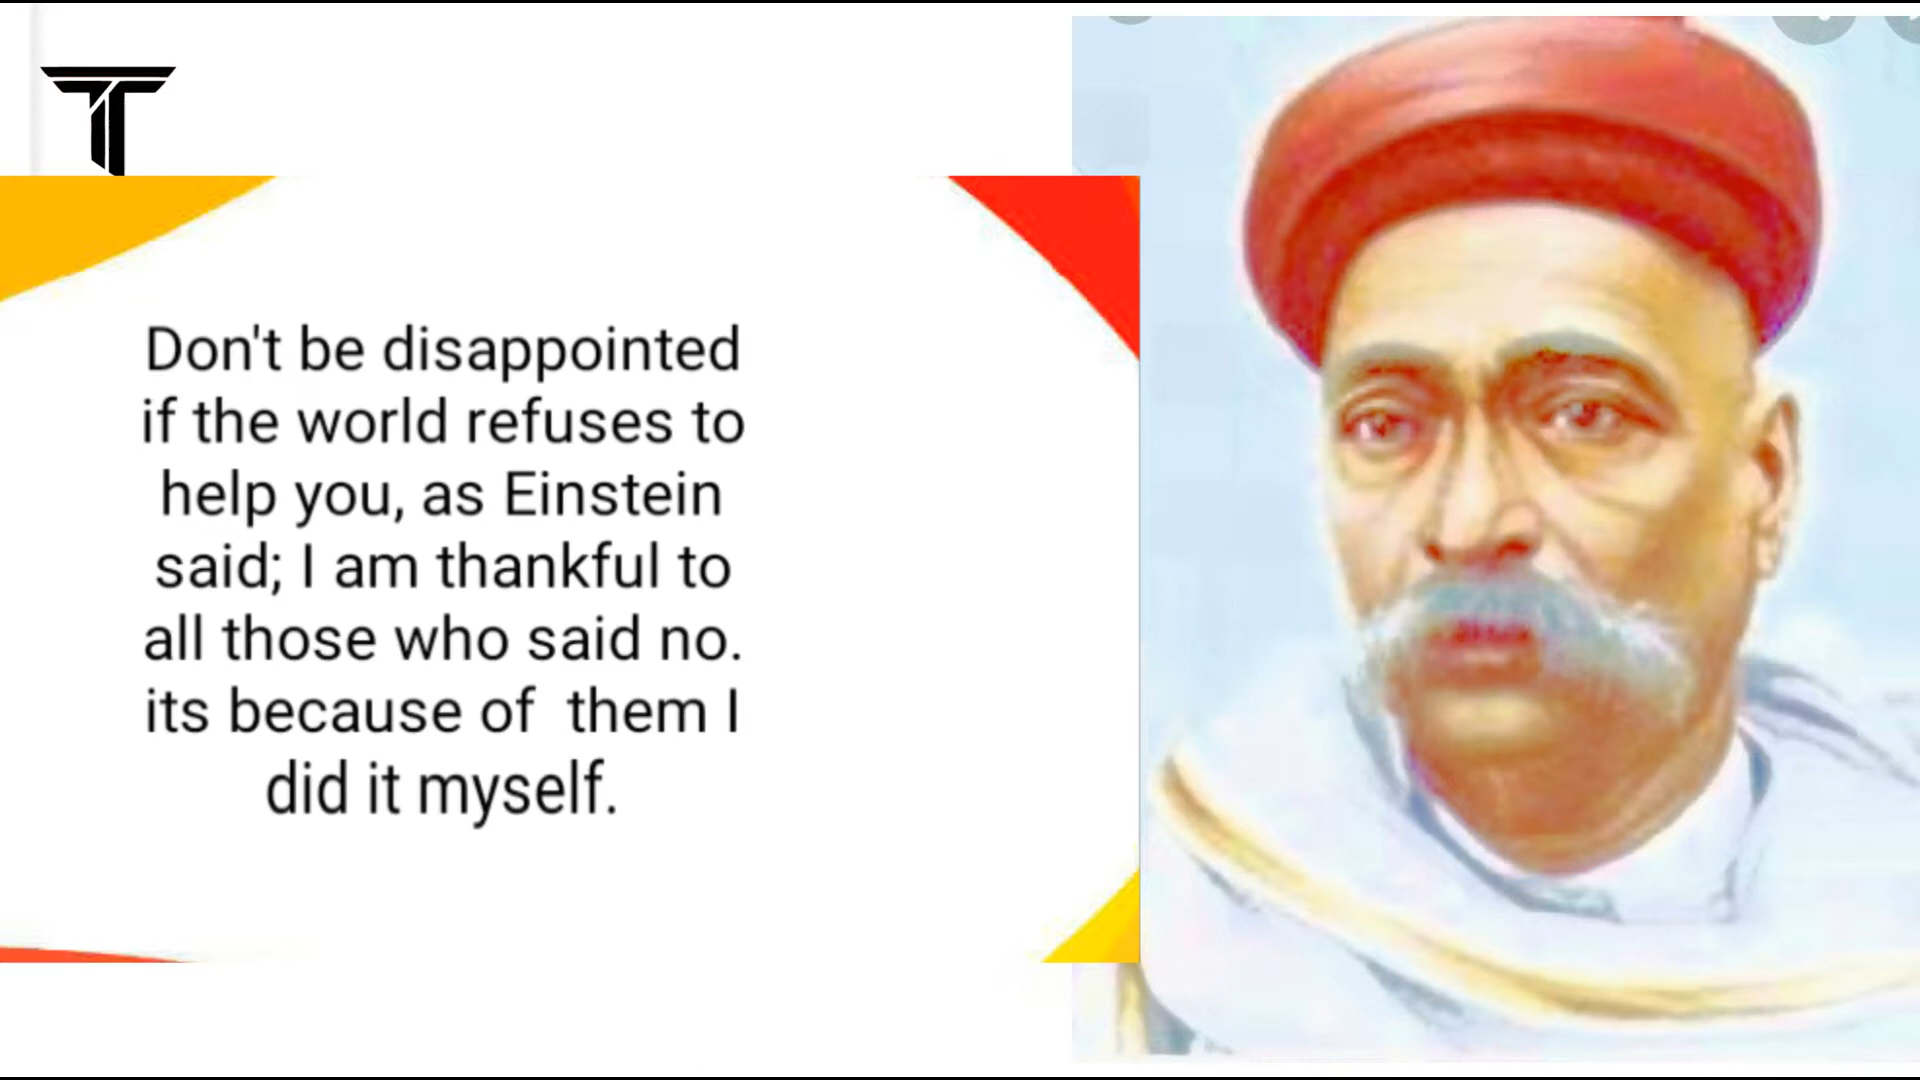 Don't be disappointed
if the world refuses to
help you, as Einstein
said; I am thankful to
all those who said no.
its because of  them I
did it myself.